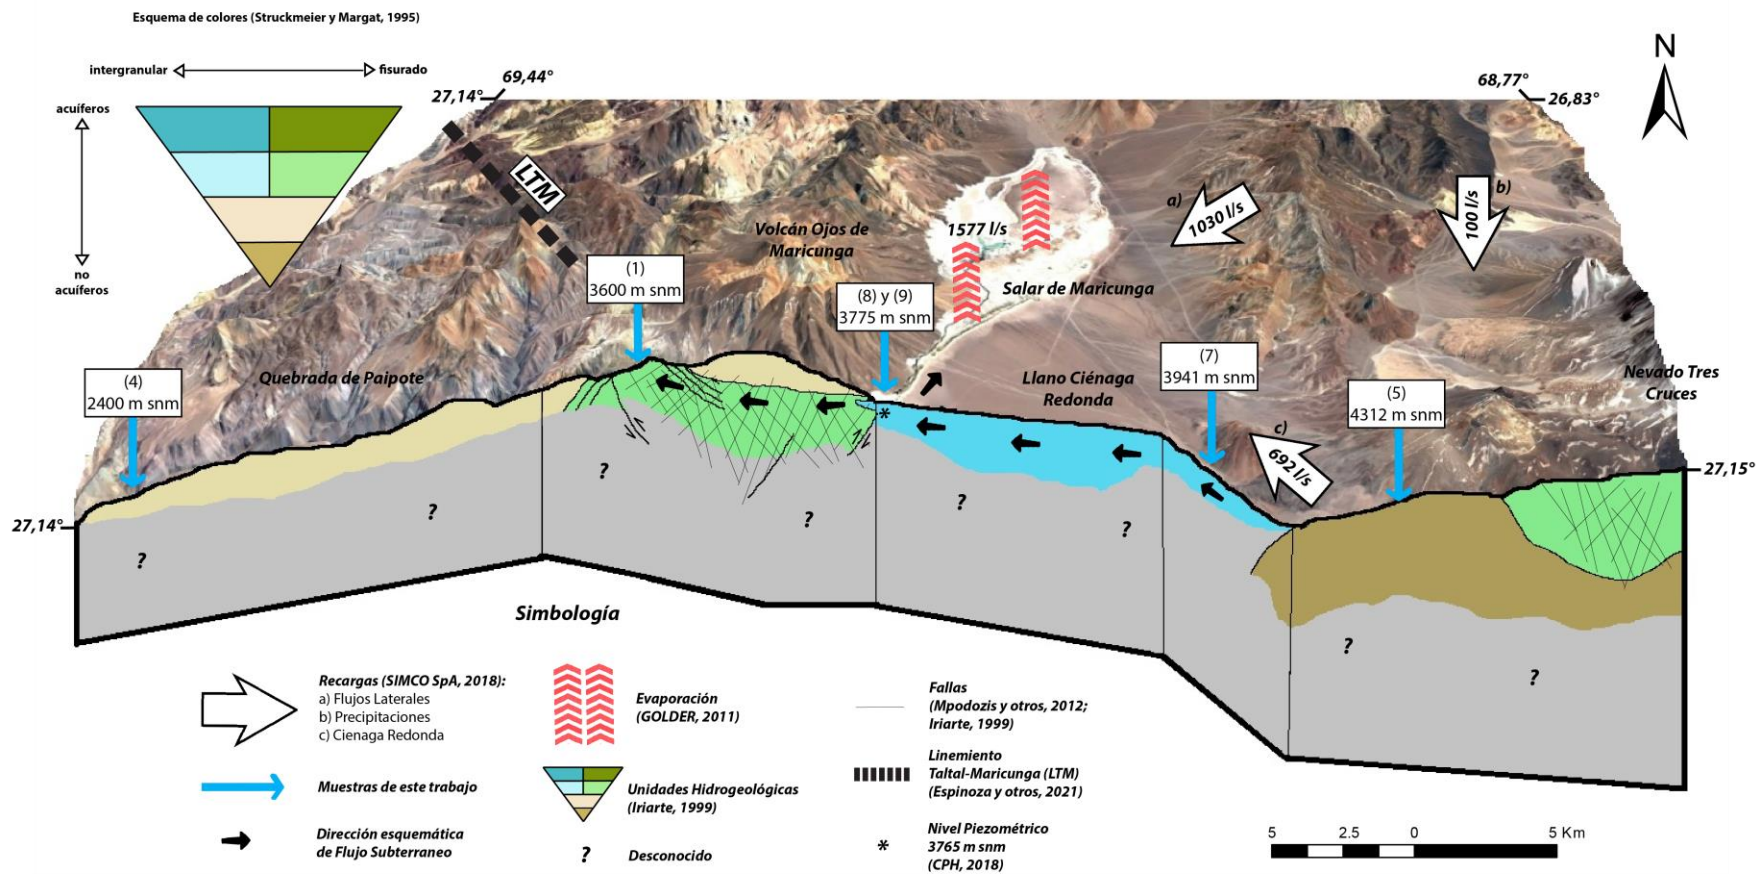 Esquema de colores (Struckmeier y Margat, 1995)
intergranular
fisurado
acuíferos
no
acuíferos
69,44°
27,14°
68,77°
26,83°
N
LTM
Volcán Ojos de
Maricunga
1577 l/s
Salar de Maricunga
a)
1030 l/s
b)
100 l/s
(1)
3600 m snm
(8) y (9)
3775 m snm
(4)
2400 m snm
Quebrada de Paipote
Llano Ciénaga
Redonda
(7)
3941 m snm
(5)
4312 m snm
Nevado Tres
Cruces
c)
692 l/s
*
27,15°
27,14°
?
?
?
?
?
?
?
?
Simbología
Recargas (SIMCO SpA, 2018):
a) Flujos Laterales
b) Precipitaciones
c) Cienaga Redonda
Muestras de este trabajo
Dirección esquemática
de Flujo Subterraneo
Evaporación
(GOLDER, 2011)
Unidades Hidrogeológicas
(Iriarte, 1999)
? Desconocido
Fallas
(Mpodozis y otros, 2012;
Iriarte, 1999)
Linemiento
Taltal-Maricunga (LTM)
(Espinoza y otros, 2021)
* Nivel Piezométrico
3765 m snm
(CPH, 2018)
5 2.5 0 5 Km